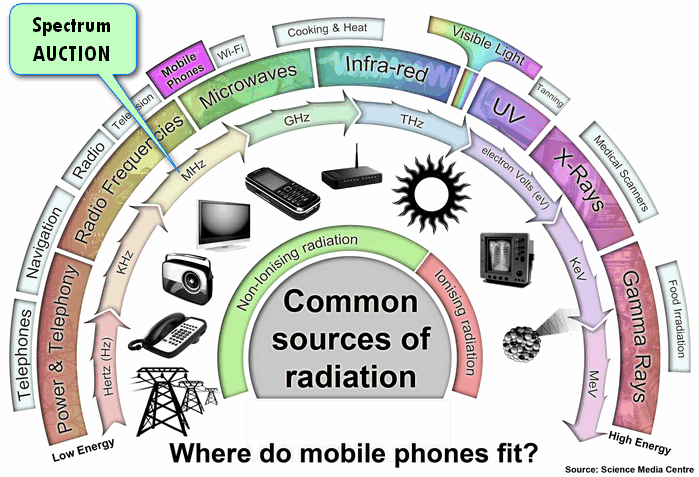 Spectrum
AUCTION
Telephones
Navigation
Radio
Television
Mobile
Phones
Wi-Fi
Cooking & Heat
Visible Light
Tanning
Medical Scanners
Food Irradiation
Power & Telephony
Radio Frequencies
Microwaves
Infra-red
UV
X-Rays
Gamma Rays
Hertz (Hz)
KHz
MHz
GHz
THz
electron Volts (eV)
KeV
MeV
Non-Ionising radiation
Ionising radiation
Common
sources of
radiation
Low Energy
High Energy
Where do mobile phones fit?
Source: Science Media Centre